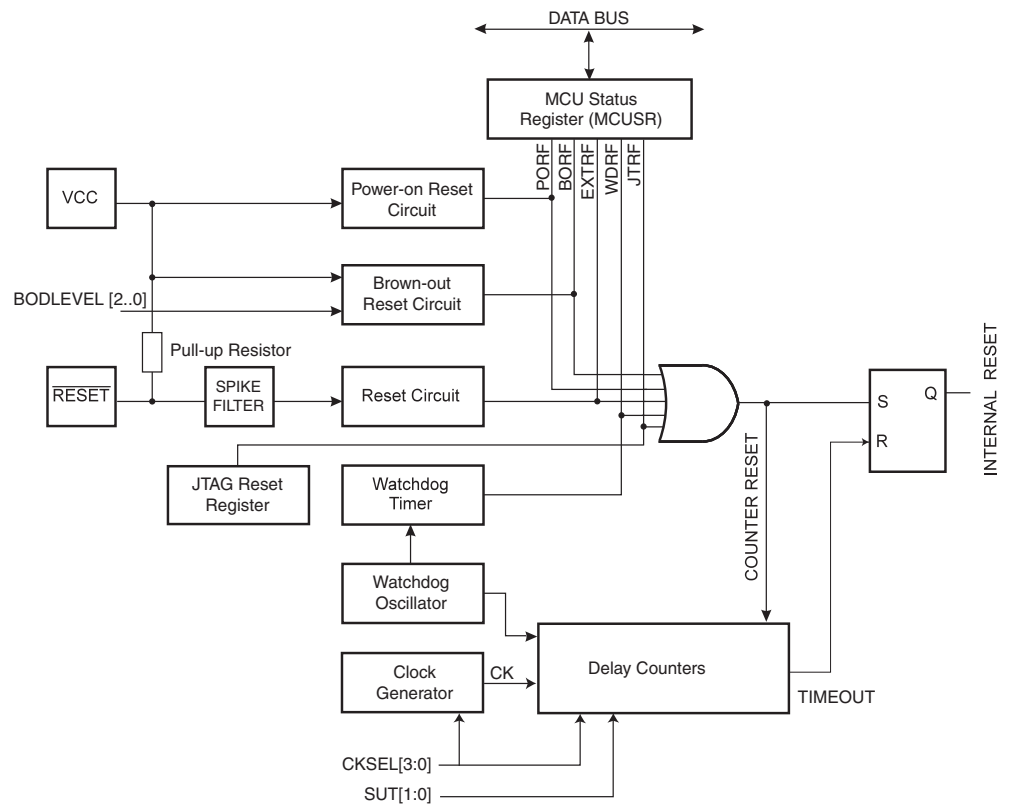 DATA BUS
MCU Status
Register (MCUSR)
PORF
BORF
EXTRF
WDRF
JTRF
VCC
Power-on Reset
Circuit
Brown-out
Reset Circuit
BODLEVEL [2..0]
Pull-up Resistor
RESET
SPIKE
FILTER
Reset Circuit
S
Q
R
INTERNAL RESET
JTAG Reset
Register
Watchdog
Timer
COUNTER RESET
Watchdog
Oscillator
Clock
Generator
CK
Delay Counters
TIMEOUT
CKSEL[3:0]
SUT[1:0]